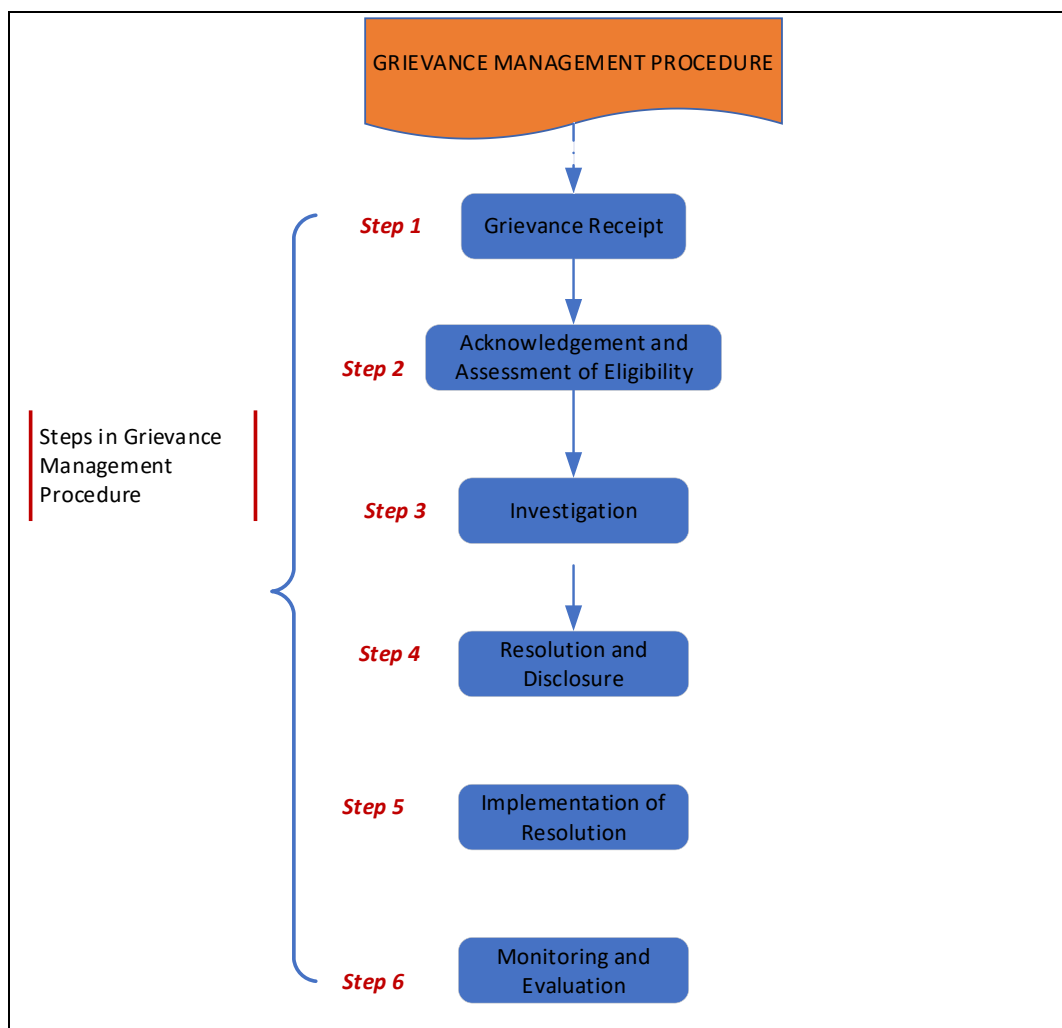 GRIEVANCE MANAGEMENT PROCEDURE
Step 1
Grievance Receipt
Step 2
Acknowledgement and
Assessment of Eligibility
Steps in Grievance
Management
Procedure
Step 3
Investigation
Step 4
Resolution and
Disclosure
Step 5
Implementation of
Resolution
Step 6
Monitoring and
Evaluation